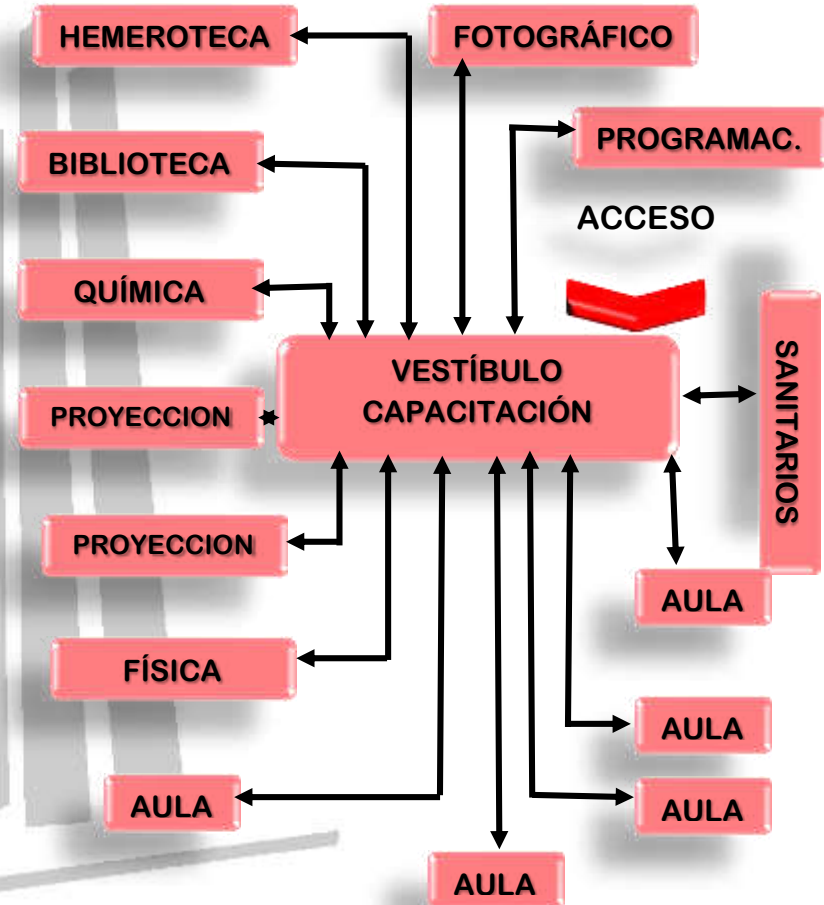 HEMEROTECA
FOTOGRÁFICO
PROGRAMAC.
BIBLIOTECA
ACCESO
QUÍMICA
VESTÍBULO
CAPACITACIÓN
SANITARIOS
PROYECCION
PROYECCION
AULA
FÍSICA
AULA
AULA
AULA
AULA